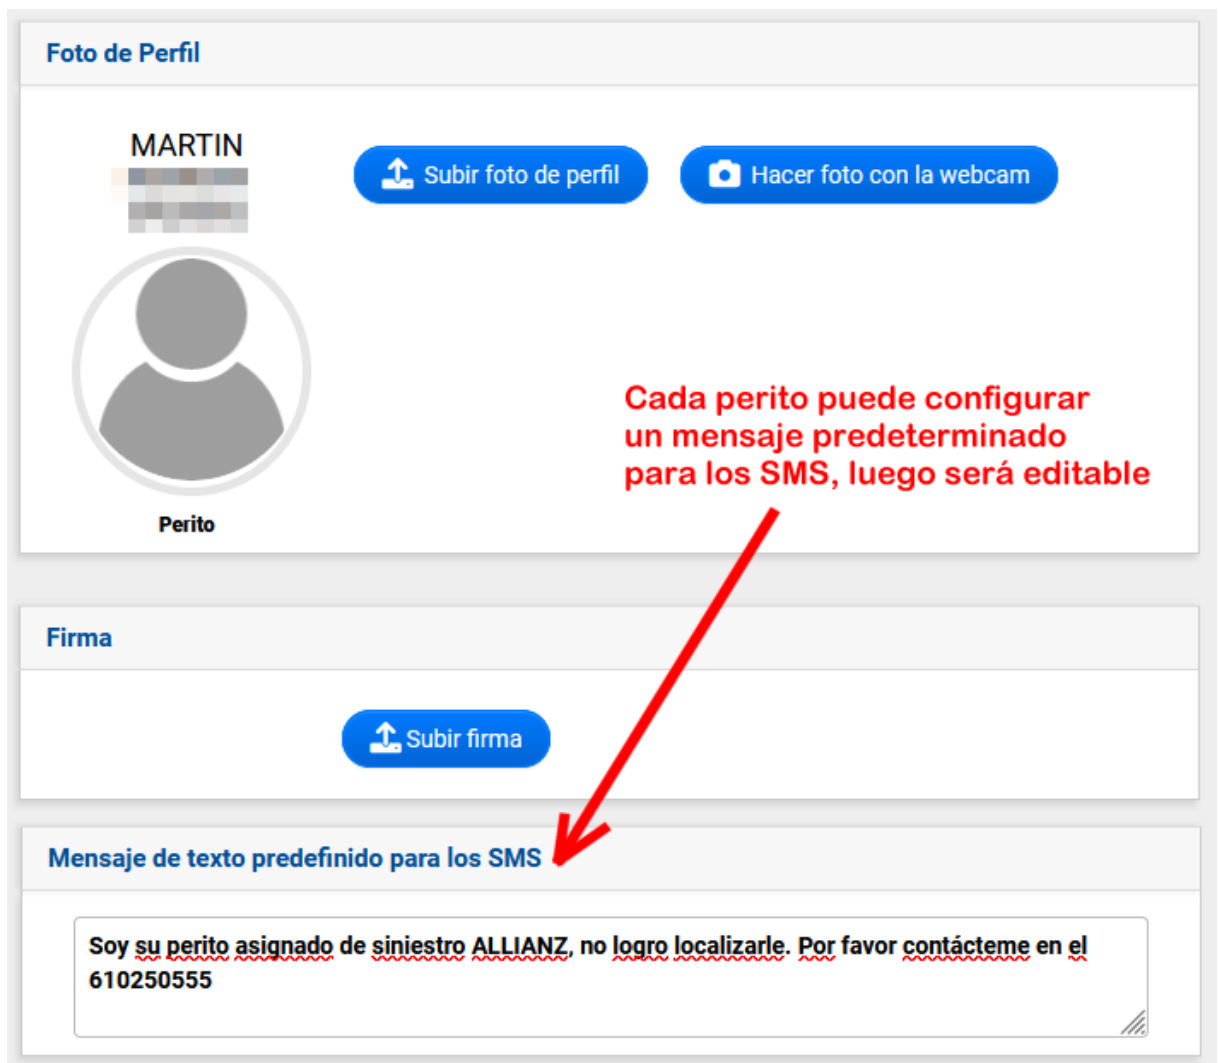 Foto de Perfil
MARTIN
Subir foto de perfil
Hacer foto con la webcam
Cada perito puede configurar
un mensaje predeterminado
para los SMS, luego será editable
Perito
Firma
Subir firma
Mensaje de texto predefinido para los SMS
Soy su perito asignado de siniestro ALLIANZ, no logro localizarle. Por favor contácteme en el
610250555